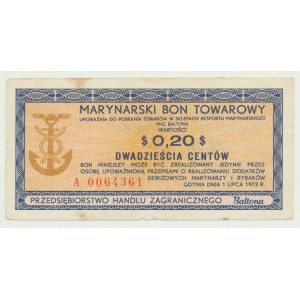 MARYNARSKI BON TOWAROWY
UPOWAŻNIA DO POBRANIA TOWARÓW W SKLEPACH EKSPORTU MARYNARSKIEGO
PHZ BALTONA
WARTOŚCI
$ 0,20 $
DWADZIEŚCIA CENTÓW
BON NINIEJSZY MOŻE BYĆ ZREALIZOWANY JEDYNIE PRZEZ
OSOBĘ UPOWAŻNIONĄ PRZEPISAMI O REALIZOWANIU DODATKÓW
DEWIZOWYCH MARYNARZY I RYBAKÓW
A 0064361
GDYNIA DNIA 1 LIPCA 1973 R.
PRZEDSIĘBIORSTWO HANDLU ZAGRANICZNEGO Baltona